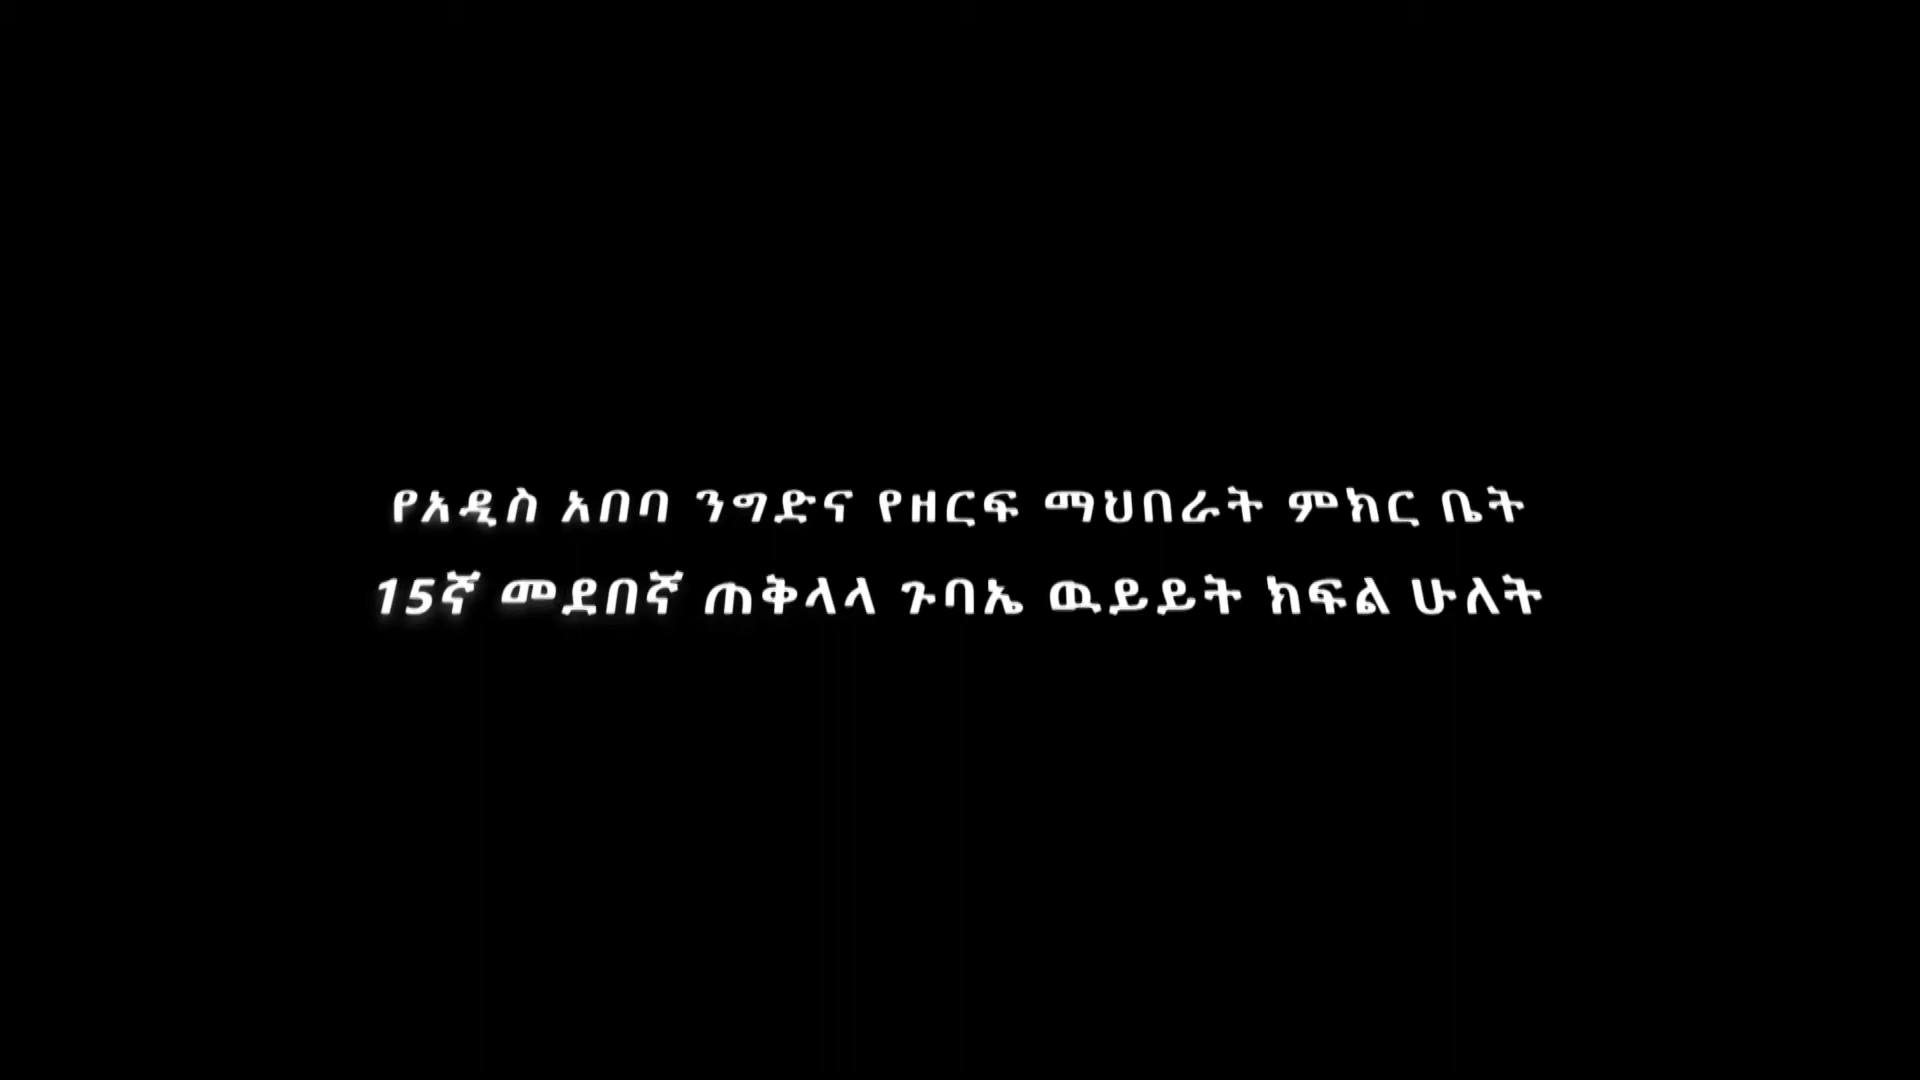 የአዲስ አበባ ንግድና የዘርፍ ማህበራት ምክር ቤት
15ኛ መደበኛ ጠቅላላ ጉባኤ ዉይይት ክፍል ሁለት